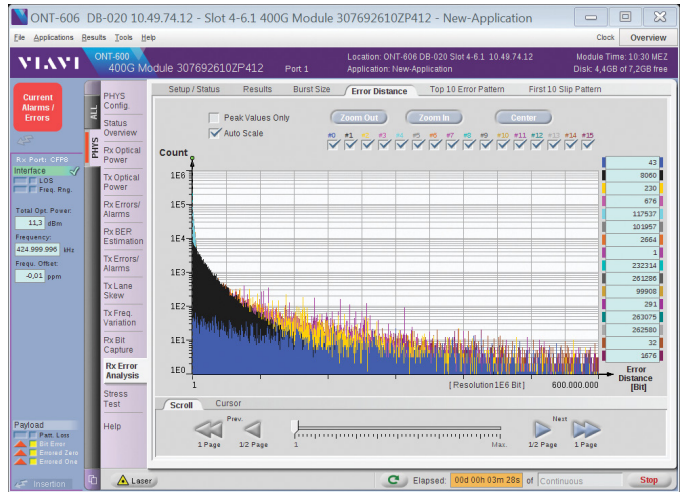 ONT-606 DB-020 10.49.74.12 - Slot 4-6.1 400G Module 307692610ZP412 - New-Application
File Applications Results Tools Help
Clock Overview
VIAVI
ONT-600
400G Module 307692610ZP412 Port 1
Location: ONT-606 DB-020 Slot 4-6.1 10.49.74.12
Application: New-Application
Module Time: 10:30 MEZ
Disk: 4,4GB of 7,2GB free
Current
Alarms /
Errors
Rx Port: CFP8
Interface
LOS
Freq. Rng.
Total Opt. Power:
11,3 dBm
Frequency:
424.999.996 kHz
Frequ. Offset:
-0,01 ppm
Payload
Patt. Loss
Bit Error
Errored Zero
Errored One
Insertion
ALL
PHYS
PHYS
Config.
Status
Overview
Rx Optical
Power
Tx Optical
Power
Rx Errors/
Alarms
Rx BER
Estimation
Tx Errors/
Alarms
Tx Lane
Skew
Tx Freq.
Variation
Rx Bit
Capture
Rx Error
Analysis
Stress
Test
Help
Setup / Status Results Burst Size Error Distance Top 10 Error Pattern First 10 Slip Pattern
Peak Values Only
Auto Scale
Zoom Out Zoom In Center
#0 #1 #2 #3 #4 #5 #6 #7 #8 #9 #10 #11 #12 #13 #14 #15
Count
1E6
1E5
1E4
1E3
1E2
1E1
1E0
1 [ Resolution1E6 Bit ] 600.000.000
43
8060
230
676
117537
101957
2664
1
232314
261286
99908
291
263075
262580
32
1676
Error
Distance
[Bit]
Scroll Cursor
Prev. Next
1 Page 1/2 Page 1 Max. 1/2 Page 1 Page
Laser
Elapsed: 00d 00h 03m 28s of Continuous Stop